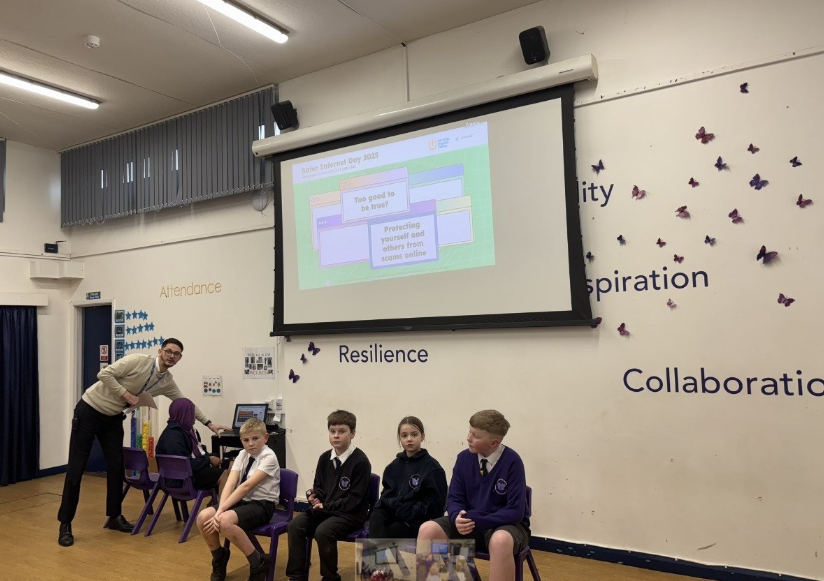 Safer Internet Day 2025
Too good to
be true?
Protecting
yourself and
others from
scams online
Attendance
Resilience
ity
spiration
Collaboratio